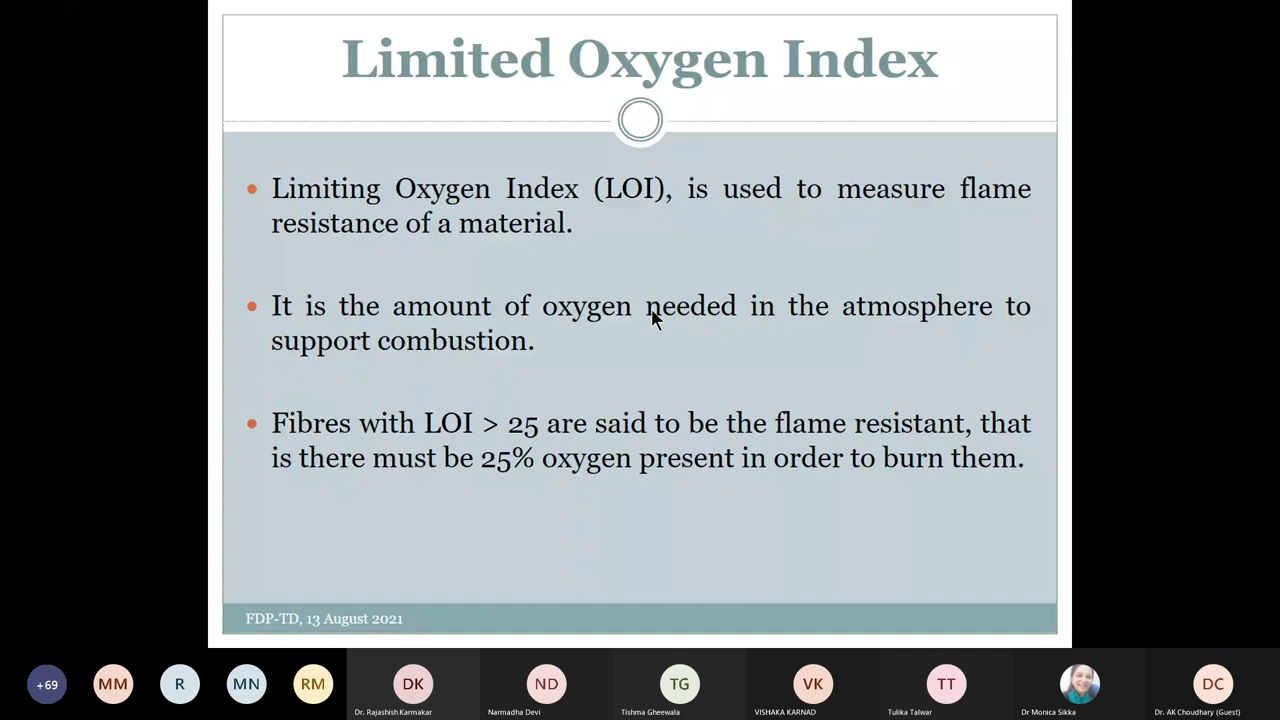 Limited Oxygen Index
Limiting Oxygen Index (LOI), is used to measure flame
resistance of a material.
It is the amount of oxygen needed in the atmosphere to
support combustion.
Fibres with LOI > 25 are said to be the flame resistant, that
is there must be 25% oxygen present in order to burn them.
FDP-TD, 13 August 2021
+69
MM
R
MN
RM
DK
ND
TG
VK
TT
DC
Dr. Rajashish Karmakar
Narmadha Devi
Tishma Gheewala
VISHAKA KARNAD
Tulika Talwar
Dr Monica Sikka
Dr. AK Choudhary (Guest)